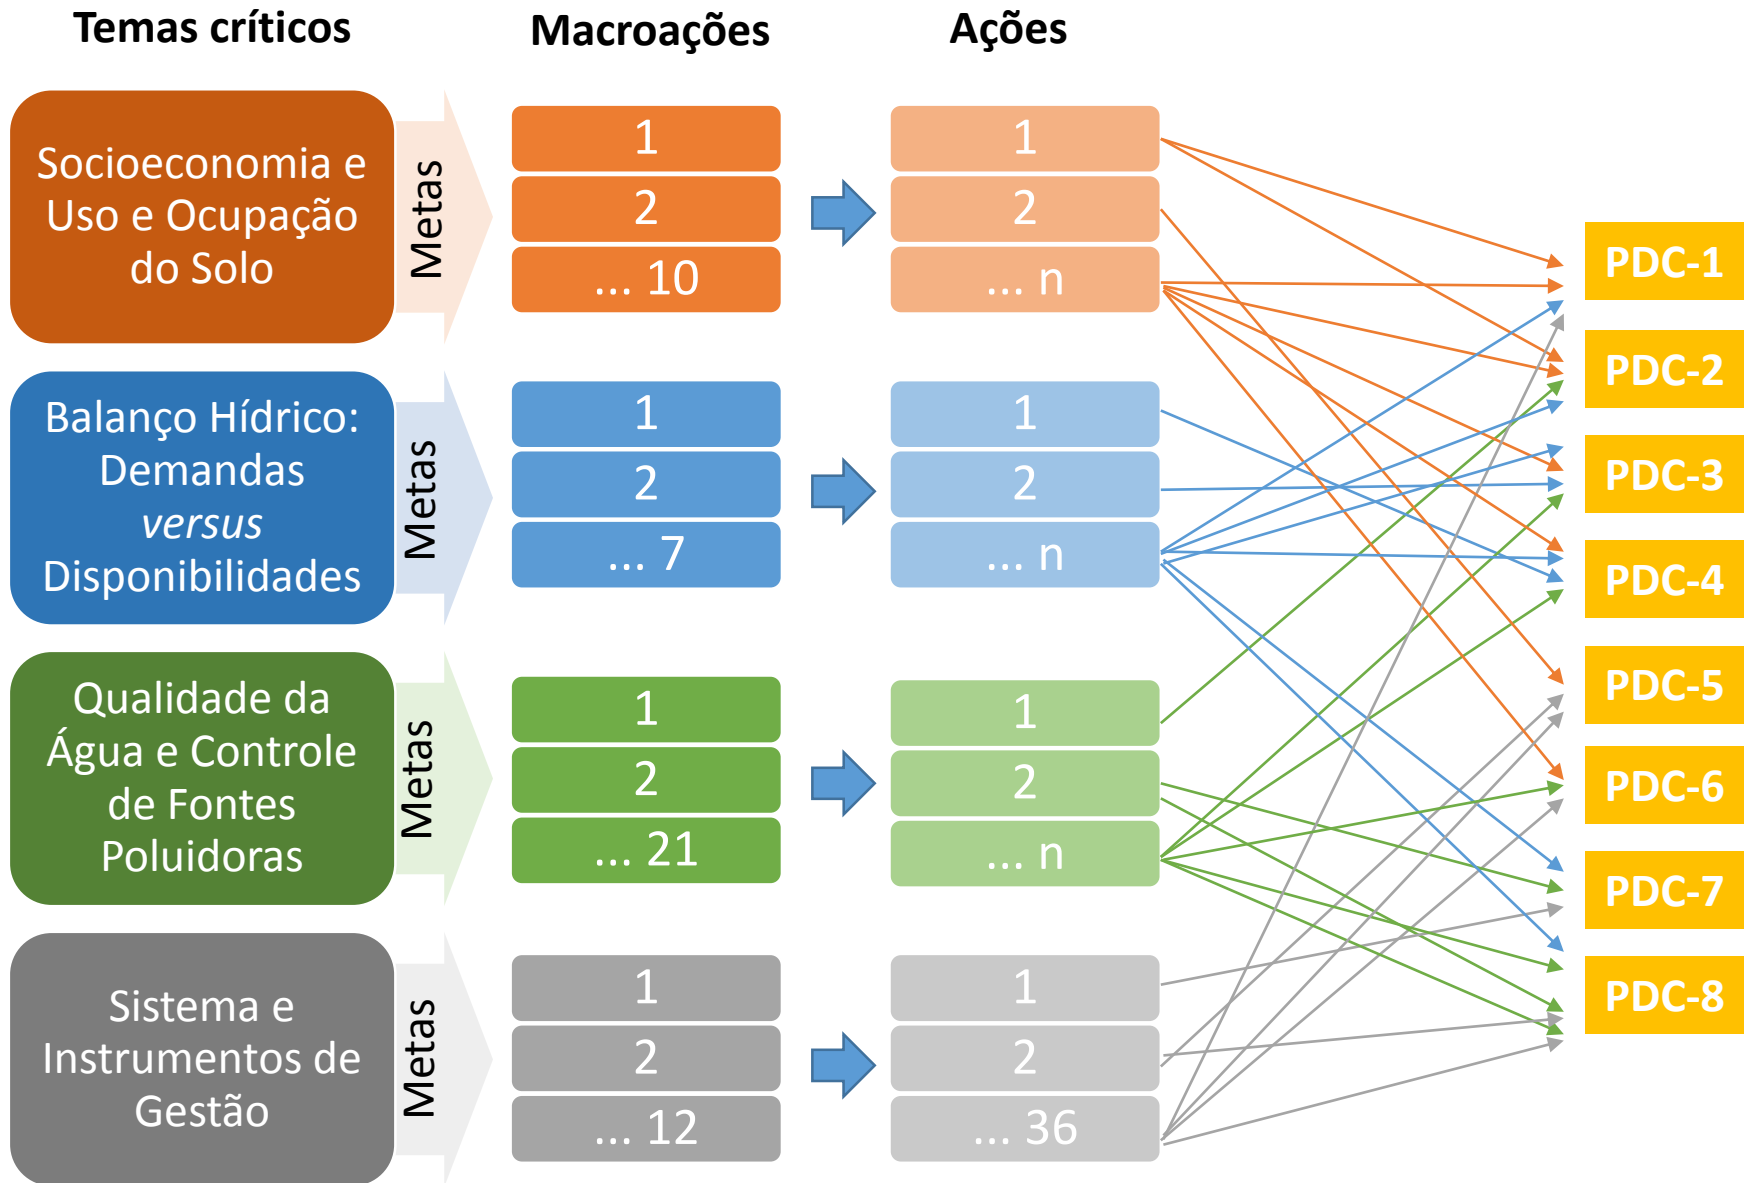 Temas críticos
Macroações
Ações
Socioeconomia e
Uso e Ocupação
do Solo
Metas
1
2
... 10
1
2
... n
Balanço Hídrico:
Demandas
versus
Disponibilidades
Metas
1
2
... 7
1
2
... n
Qualidade da
Água e Controle
de Fontes
Poluidoras
Metas
1
2
... 21
1
2
... n
Sistema e
Instrumentos de
Gestão
Metas
1
2
... 12
1
2
... 36
PDC-1
PDC-2
PDC-3
PDC-4
PDC-5
PDC-6
PDC-7
PDC-8